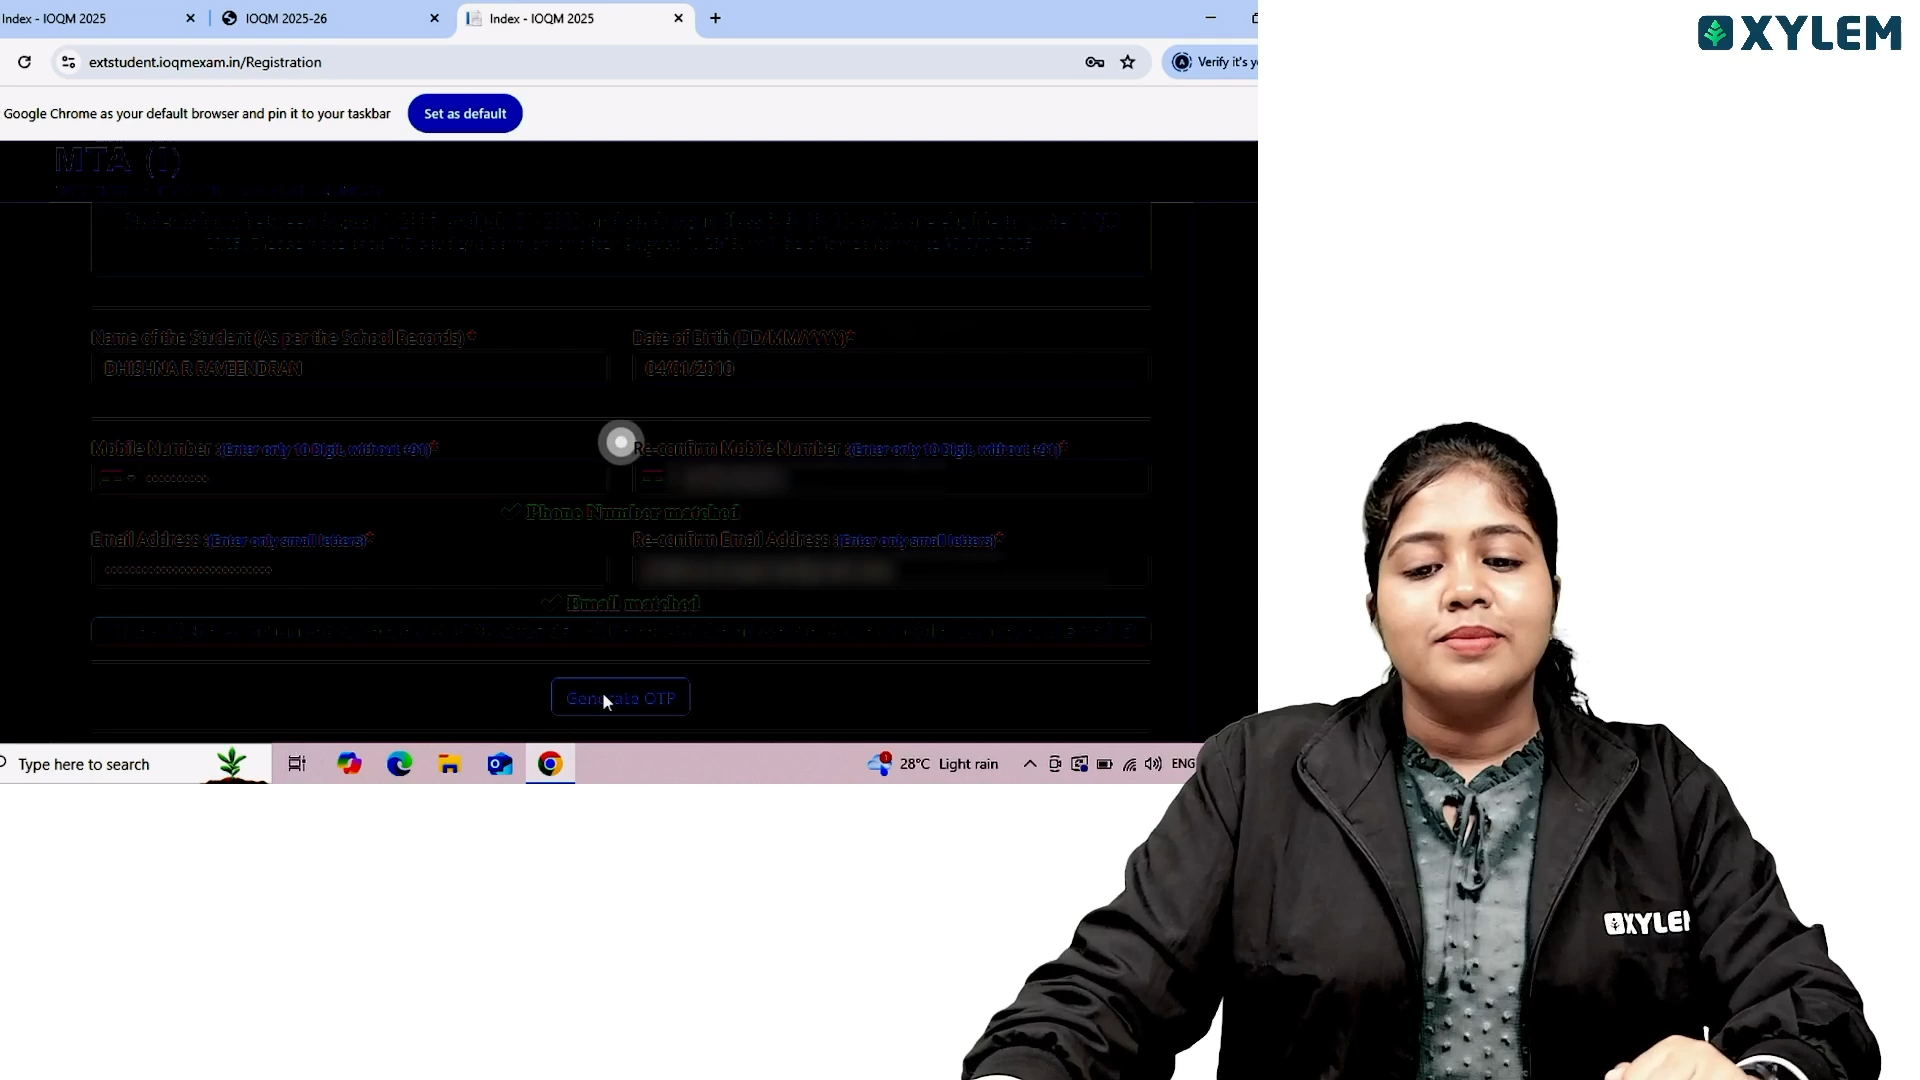 Index - IOQM 2025
IOQM 2025-26
Index - IOQM 2025
XYLEM
extstudent.ioqmexam.in/Registration
Verify it's y
Google Chrome as your default browser and pin it to your taskbar
Set as default
MTA (I)
Name of the Student (As per the School Records) *
Date of Birth (DD/MM/YYYY)*
DHISHNA R RAVEENDRAN
04/01/2010
Mobile Number :(Enter only 10 Digit, without +91)*
Re-confirm Mobile Number :(Enter only 10 Digit, without +91)*
Phone Number matched
Email Address :(Enter only small letters)*
Re-confirm Email Address :(Enter only small letters)*
Email matched
Generate OTP
Type here to search
28°C Light rain
ENG
XYLEM